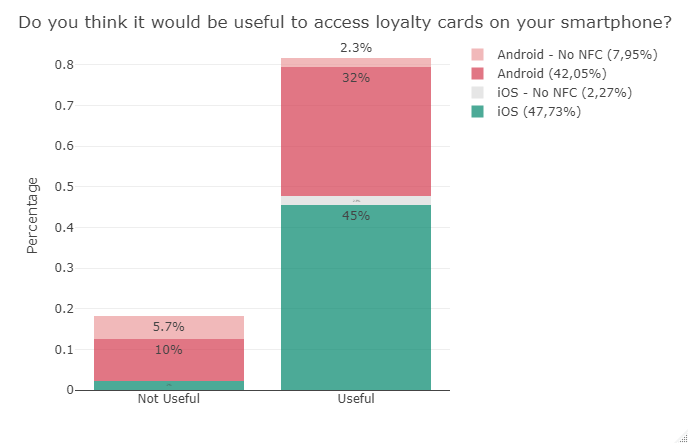 Do you think it would be useful to access loyalty cards on your smartphone?
Android - No NFC (7,95%)
Android (42,05%)
iOS - No NFC (2,27%)
iOS (47,73%)
Percentage
0.8
0.7
0.6
0.5
0.4
0.3
0.2
0.1
0
5.7%
10%
2.3%
32%
45%
Not Useful
Useful